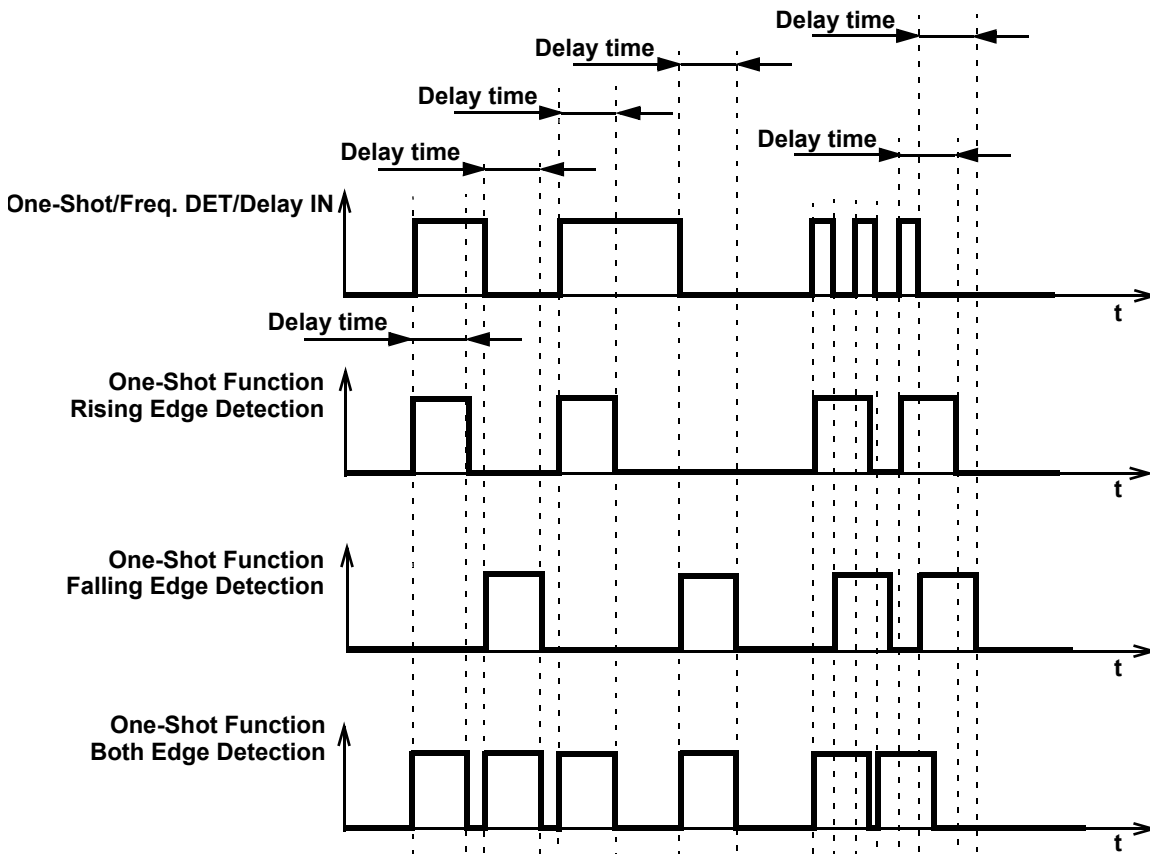 Delay time
Delay time
Delay time
Delay time
Delay time
One-Shot/Freq. DET/Delay IN
t
Delay time
One-Shot Function
Rising Edge Detection
t
One-Shot Function
Falling Edge Detection
t
One-Shot Function
Both Edge Detection
t